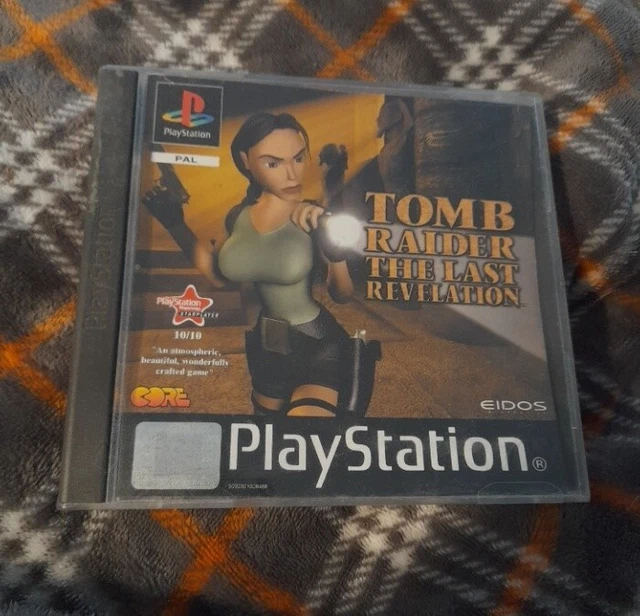 PlayStation
PAL
TOMB
RAIDER
THE LAST
REVELATION
PlayStation
STARPLAYER
10/10
"An atmospheric,
beautiful, wonderfully
crafted game"
CORE
EIDOS
PlayStation®
PlayStation